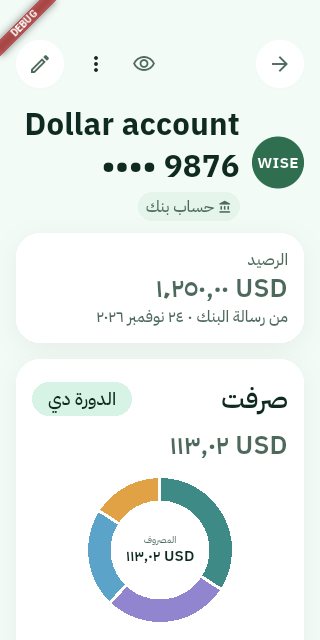 DEBUG
Dollar account
•••• 9876
WISE
حساب بنك
الرصيد
١,٢٥٠,٠٠ USD
من رسالة البنك · ٢٤ نوفمبر ٢٠٢٦
صرفت
الدورة دي
١١٣,٠٢ USD
المصروف
١١٣,٠٢ USD